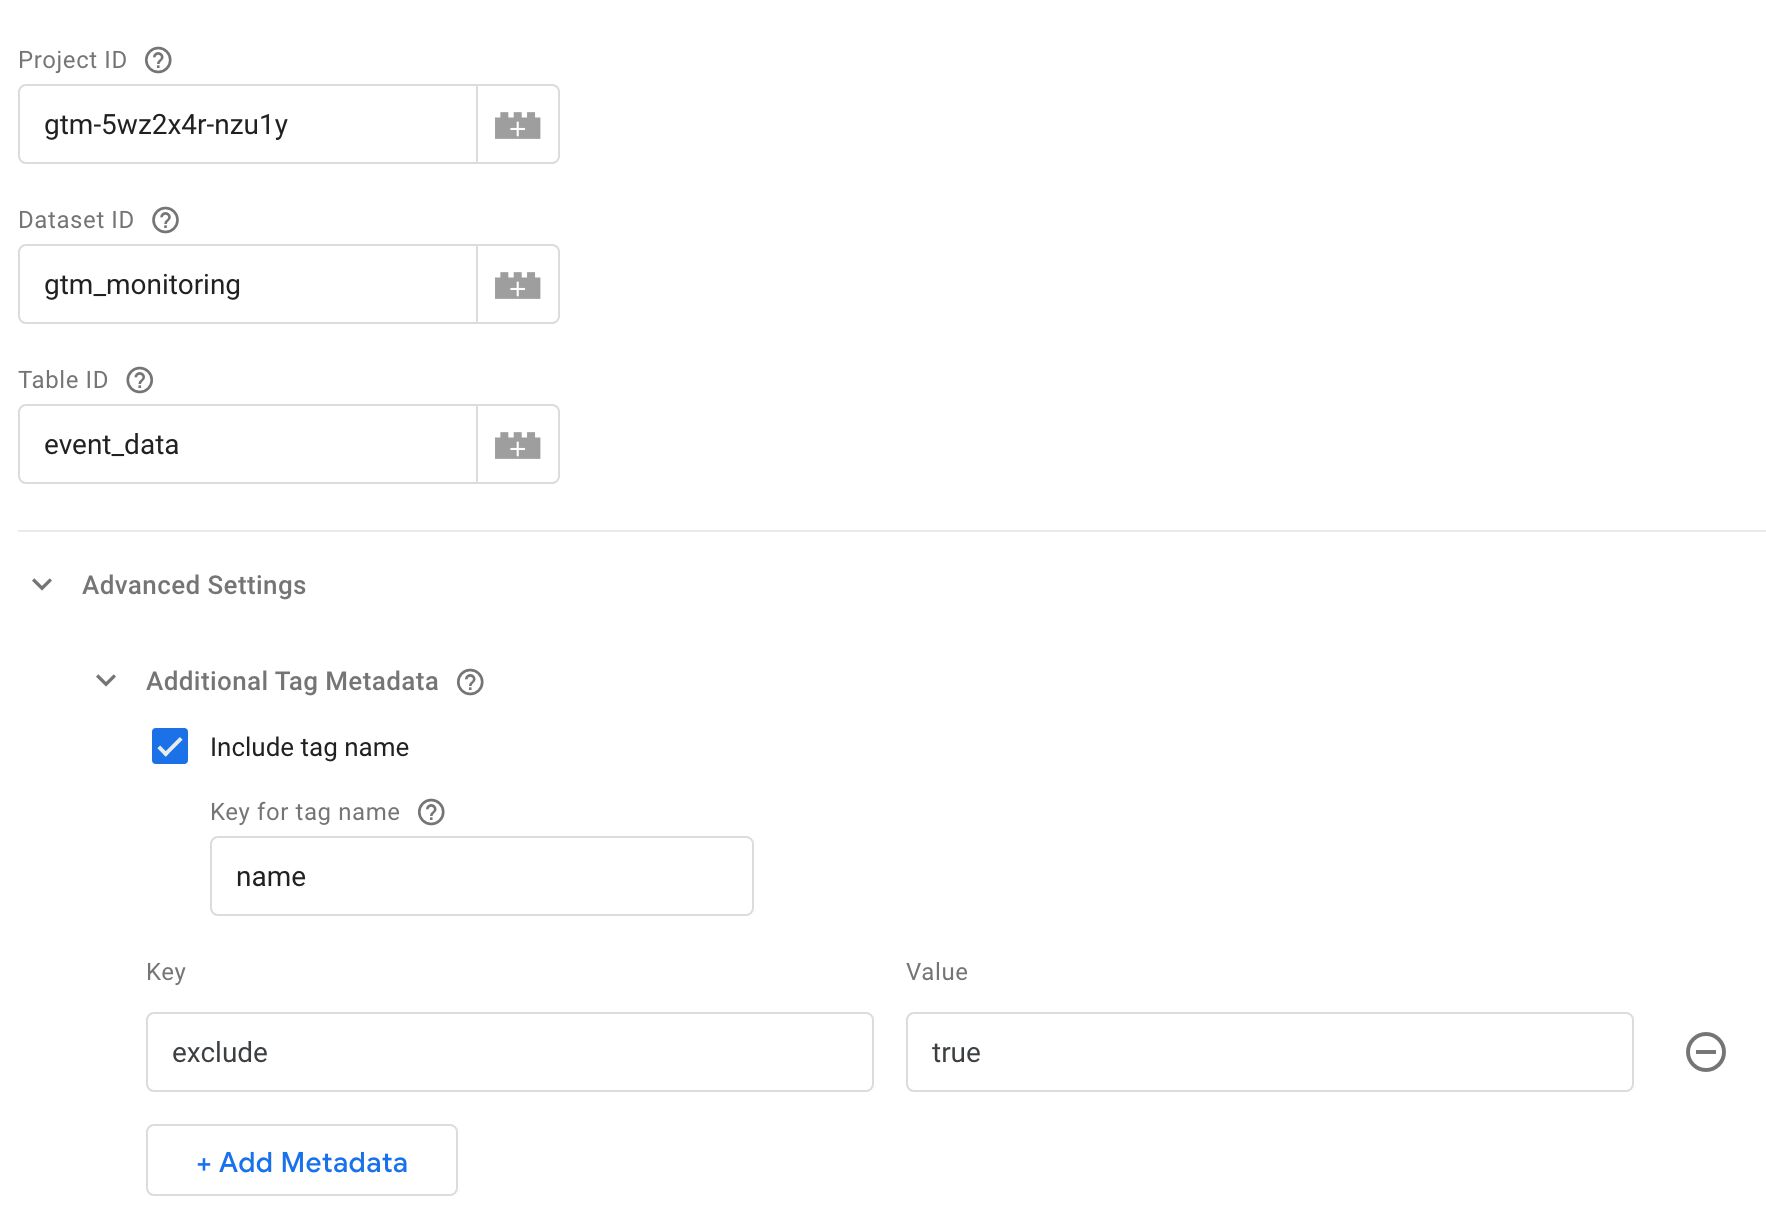 Project ID
gtm-5wz2x4r-nzu1y
Dataset ID
gtm_monitoring
Table ID
event_data
Advanced Settings
Additional Tag Metadata
Include tag name
Key for tag name
name
Key Value
exclude true
+ Add Metadata